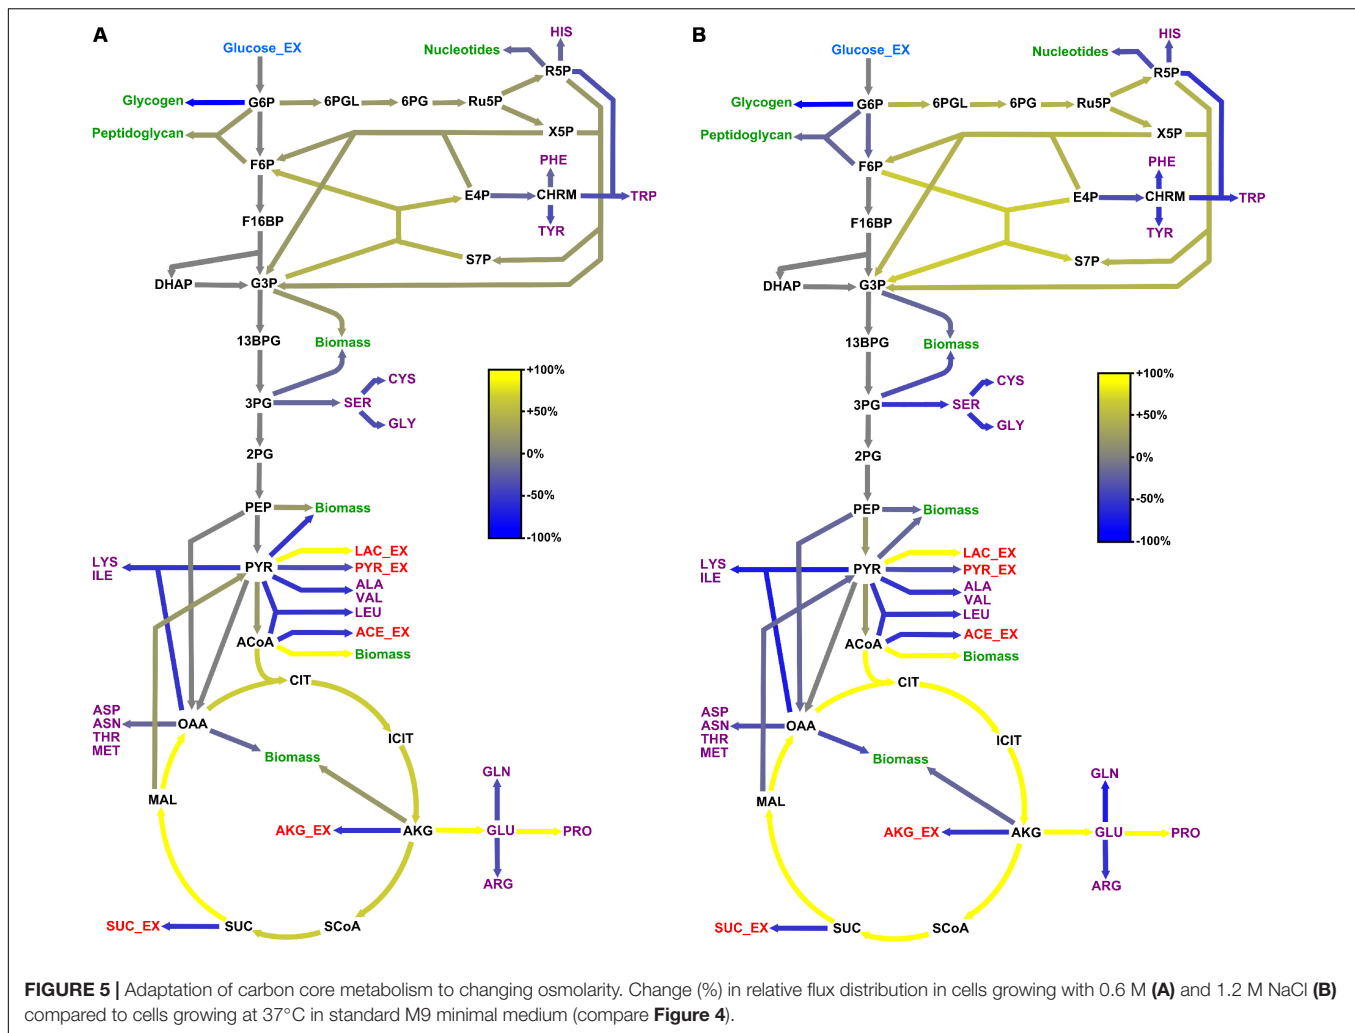 A
Glucose_EX
Nucleotides
HIS
R5P
Glycogen
G6P
6PGL
6PG
Ru5P
Peptidoglycan
X5P
F6P
PHE
E4P
CHRM
TRP
F16BP
TYR
S7P
DHAP
G3P
13BPG
Biomass
+100%
CYS
3PG
SER
+50%
GLY
2PG
0%
-50%
PEP
Biomass
-100%
LAC_EX
LYS
ILE
PYR
PYR_EX
ALA
VAL
LEU
ACE_EX
ACoA
Biomass
CIT
ASP
ASN
THR
MET
OAA
ICIT
Biomass
GLN
MAL
AKG_EX
AKG
GLU
PRO
ARG
SUC_EX
SUC
SCoA
B
Glucose_EX
Nucleotides
HIS
R5P
Glycogen
G6P
6PGL
6PG
Ru5P
Peptidoglycan
X5P
F6P
PHE
E4P
CHRM
TRP
F16BP
TYR
S7P
DHAP
G3P
13BPG
Biomass
+100%
CYS
3PG
SER
+50%
GLY
2PG
0%
-50%
PEP
Biomass
-100%
LAC_EX
LYS
ILE
PYR
PYR_EX
ALA
VAL
LEU
ACE_EX
ACoA
Biomass
CIT
ASP
ASN
THR
MET
OAA
ICIT
Biomass
GLN
MAL
AKG_EX
AKG
GLU
PRO
ARG
SUC_EX
SUC
SCoA
FIGURE 5 | Adaptation of carbon core metabolism to changing osmolarity. Change (%) in relative flux distribution in cells growing with 0.6 M (A) and 1.2 M NaCl (B)
compared to cells growing at 37°C in standard M9 minimal medium (compare Figure 4).